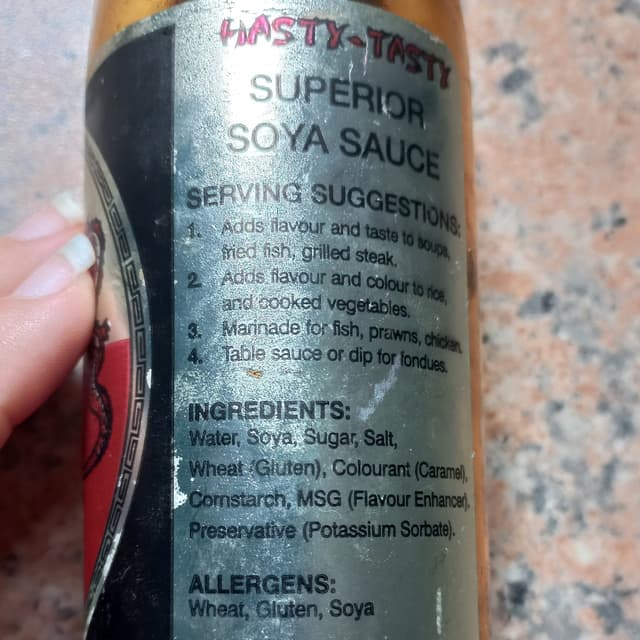 HASTY-TASTY
SUPERIOR
SOYA SAUCE
SERVING SUGGESTIONS:
1. Adds flavour and taste to soups,
fried fish, grilled steak.
2. Adds flavour and colour to rice,
and cooked vegetables.
3. Marinade for fish, prawns, chicken.
4. Table sauce or dip for fondues.
INGREDIENTS:
Water, Soya, Sugar, Salt,
Wheat (Gluten), Colourant (Caramel),
Cornstarch, MSG (Flavour Enhancer),
Preservative (Potassium Sorbate).
ALLERGENS:
Wheat, Gluten, Soya